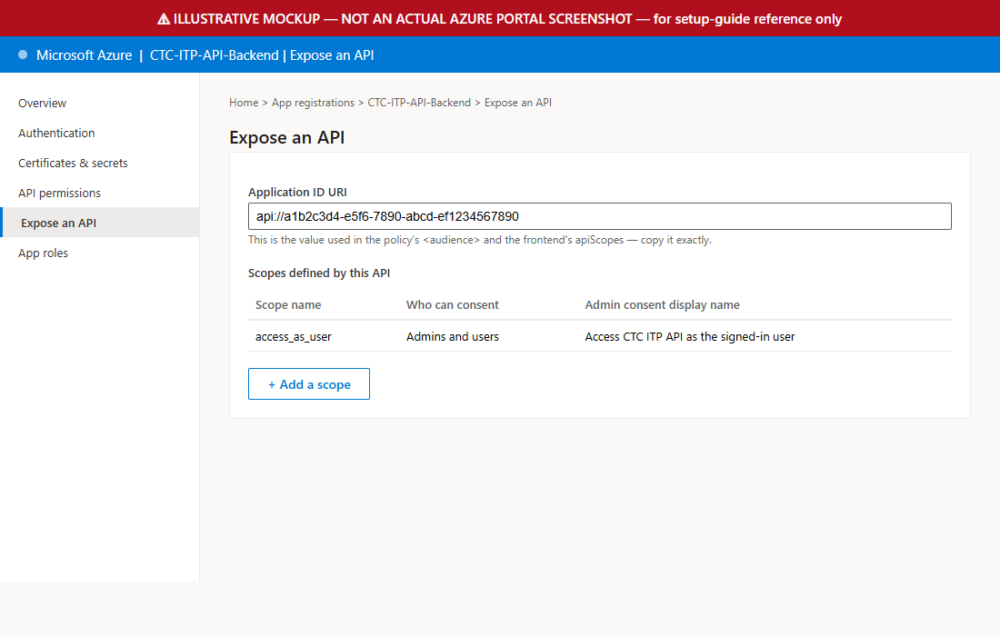 ⚠ ILLUSTRATIVE MOCKUP — NOT AN ACTUAL AZURE PORTAL SCREENSHOT — for setup-guide reference only
Microsoft Azure | CTC-ITP-API-Backend | Expose an API
Overview
Authentication
Certificates & secrets
API permissions
Expose an API
App roles
Home > App registrations > CTC-ITP-API-Backend > Expose an API
Expose an API
Application ID URI
api://a1b2c3d4-e5f6-7890-abcd-ef1234567890
This is the value used in the policy's <audience> and the frontend's apiScopes — copy it exactly.
Scopes defined by this API
Scope name Who can consent Admin consent display name
access_as_user Admins and users Access CTC ITP API as the signed-in user
+ Add a scope